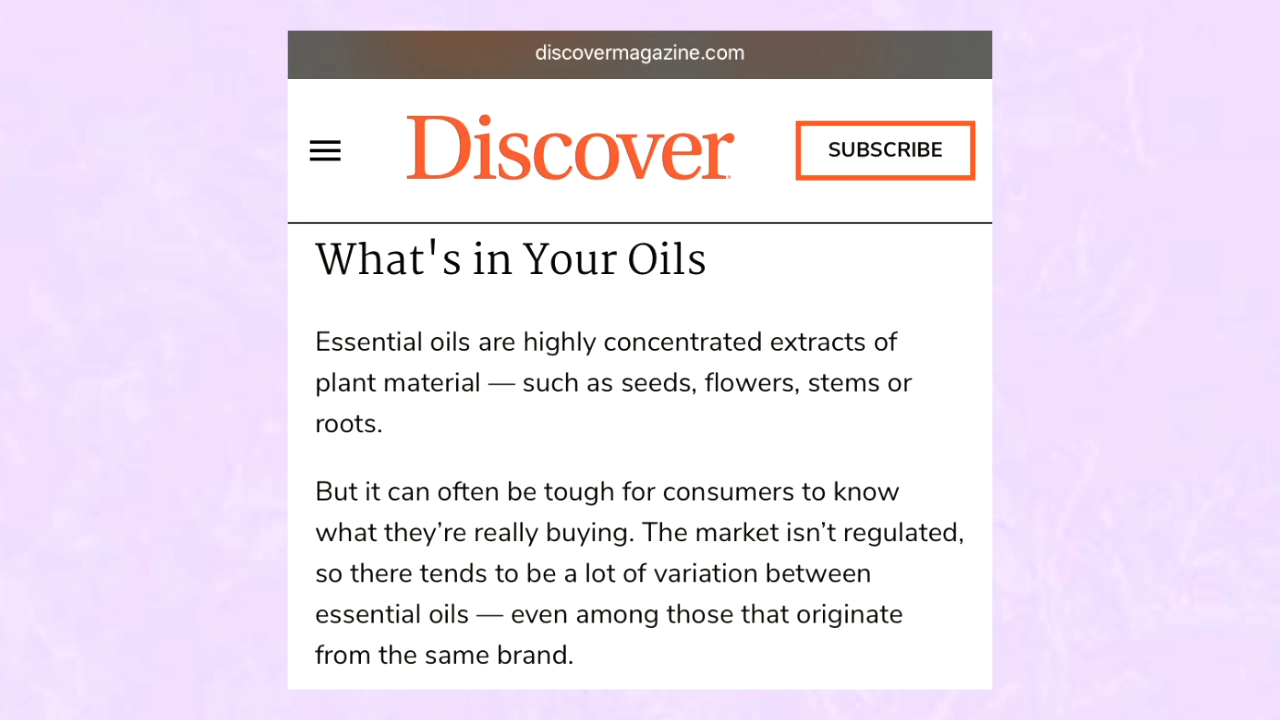 discovermagazine.com
Discover
SUBSCRIBE
What's in Your Oils
Essential oils are highly concentrated extracts of
plant material — such as seeds, flowers, stems or
roots.
But it can often be tough for consumers to know
what they’re really buying. The market isn’t regulated,
so there tends to be a lot of variation between
essential oils — even among those that originate
from the same brand.